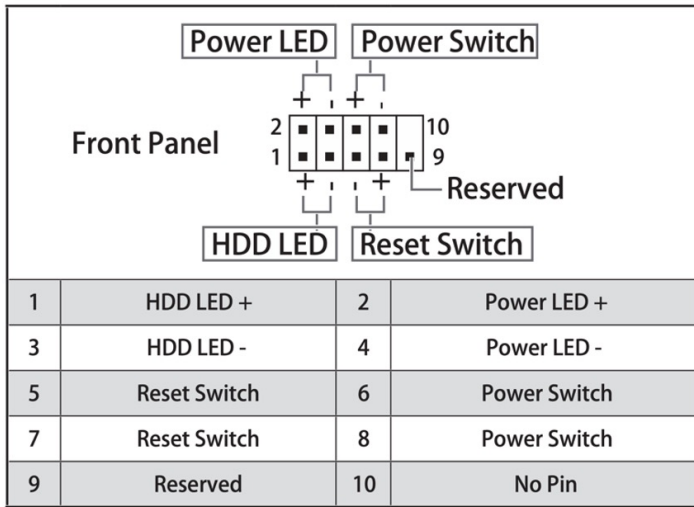 Power LED Power Switch
+ - + -
2 10
Front Panel
1 9
+ - - +
Reserved
HDD LED Reset Switch
1 HDD LED + 2 Power LED +
3 HDD LED - 4 Power LED -
5 Reset Switch 6 Power Switch
7 Reset Switch 8 Power Switch
9 Reserved 10 No Pin